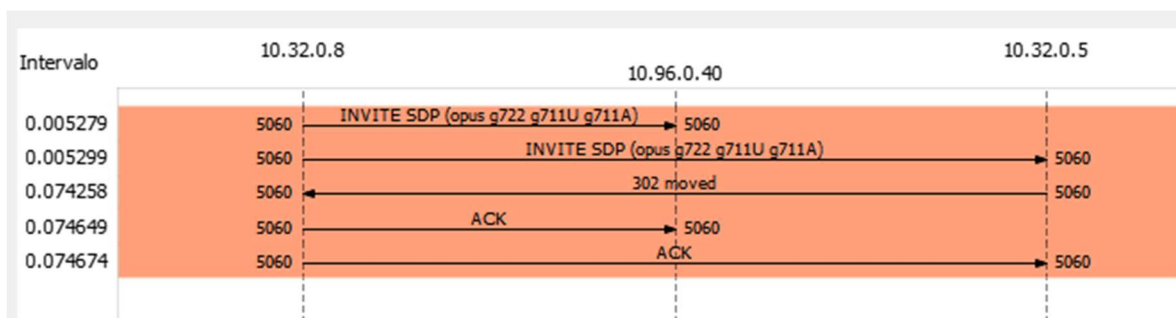 Intervalo
10.32.0.8
10.96.0.40
10.32.0.5
0.005279 5060 INVITE SDP (opus g722 g711U g711A) 5060
0.005299 5060 INVITE SDP (opus g722 g711U g711A) 5060
0.074258 5060 302 moved 5060
0.074649 5060 ACK 5060
0.074674 5060 ACK 5060